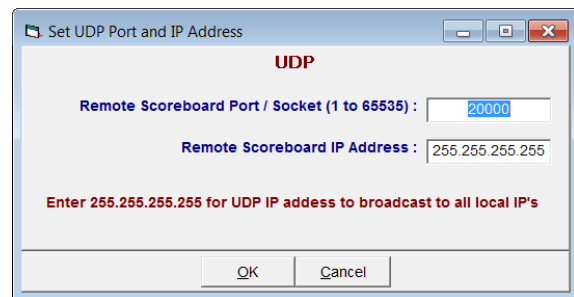 Set UDP Port and IP Address
UDP
Remote Scoreboard Port / Socket (1 to 65535) : 20000
Remote Scoreboard IP Address : 255.255.255.255
Enter 255.255.255.255 for UDP IP addess to broadcast to all local IP's
OK Cancel